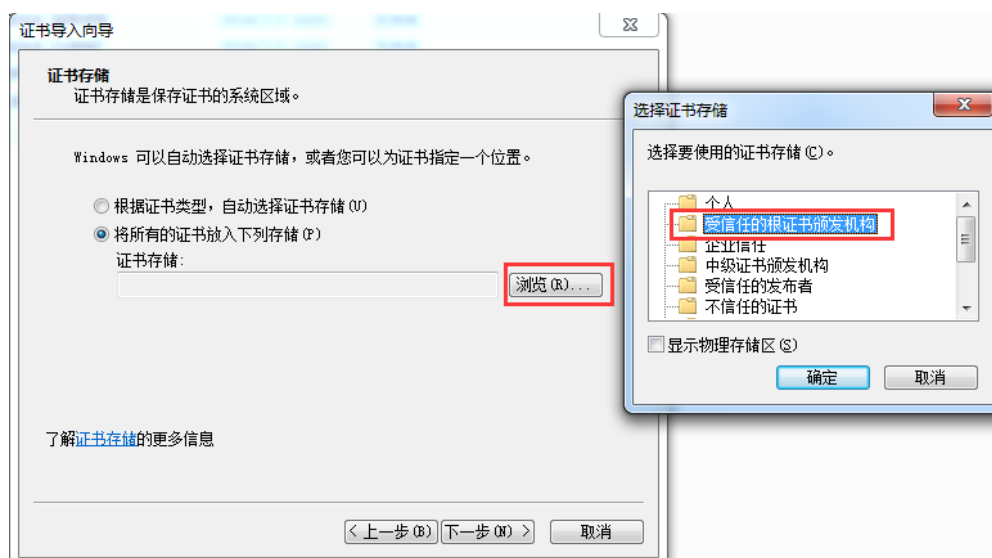 证书导入向导
证书存储
证书存储是保存证书的系统区域。
Windows 可以自动选择证书存储，或者您可以为证书指定一个位置。
根据证书类型，自动选择证书存储(U)
将所有的证书放入下列存储(P)
证书存储:
浏览(R)...
了解证书存储的更多信息
< 上一步(B)
下一步(N) >
取消
选择证书存储
选择要使用的证书存储(C)。
个人
受信任的根证书颁发机构
企业信任
中级证书颁发机构
受信任的发布者
不信任的证书
显示物理存储区(S)
确定
取消